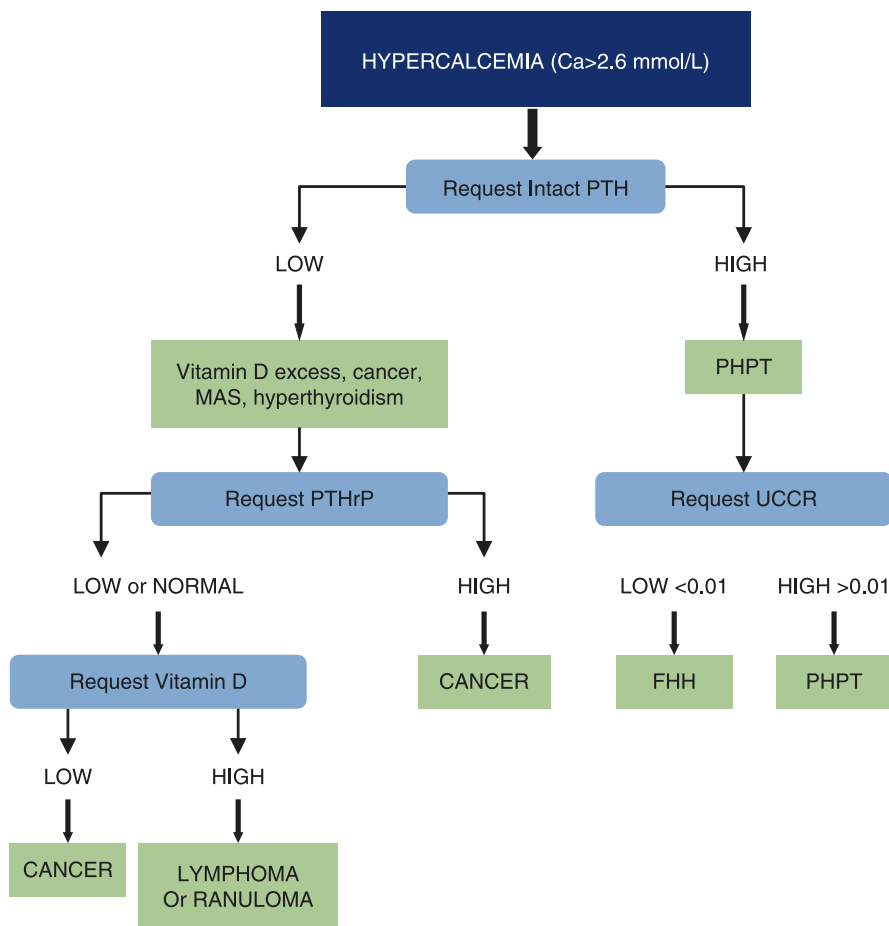 HYPERCALCEMIA (Ca>2.6 mmol/L)
Request Intact PTH
LOW
HIGH
Vitamin D excess, cancer,
MAS, hyperthyroidism
PHPT
Request PTHrP
Request UCCR
LOW or NORMAL
HIGH
LOW <0.01
HIGH >0.01
Request Vitamin D
CANCER
FHH
PHPT
LOW
HIGH
CANCER
LYMPHOMA
Or RANULOMA